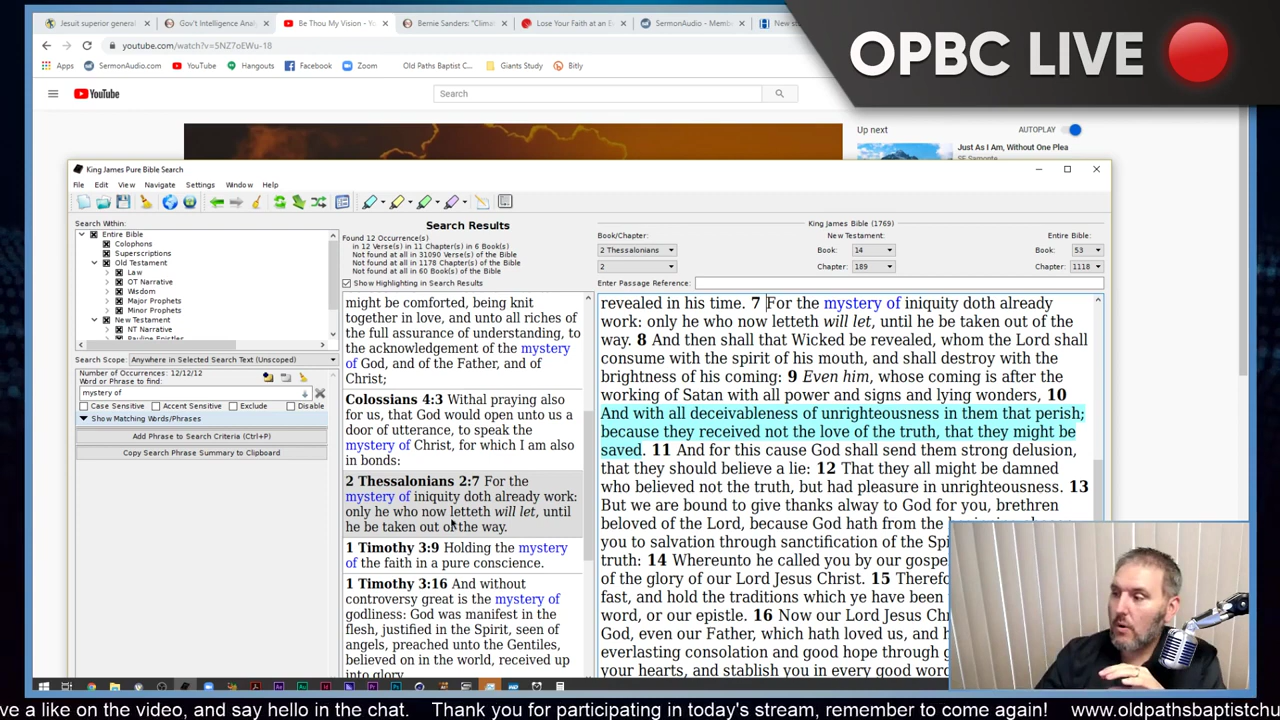 Jesuit superior general
Gov't Intelligence Analy
Be Thou My Vision - Yo
Bernie Sanders: "Climat
Lose Your Faith at an Ev
SermonAudio - Memb
New st
youtube.com/watch?v=5NZ7oEWu-18
Apps SermonAudio.com YouTube Hangouts Facebook Zoom Old Paths Baptist C... Giants Study Bitly
OPBC LIVE
YouTube
Search
Up next AUTOPLAY
Just As I Am, Without One Plea
King James Pure Bible Search
File Edit View Navigate Settings Window Help
Search Within:
Entire Bible
Colophons
Superscriptions
Old Testament
Law
OT Narrative
Wisdom
Major Prophets
Minor Prophets
New Testament
NT Narrative
Pauline Epistles
Search Scope: Anywhere in Selected Search Text (Unscoped)
Number of Occurrences: 12/12/12
Word or Phrase to find:
mystery of
Case Sensitive Accent Sensitive Exclude Disable
Show Matching Words/Phrases
Add Phrase to Search Criteria (Ctrl+P)
Copy Search Phrase Summary to Clipboard
Search Results
Found 12 Occurrence(s)
in 12 Verse(s) in 11 Chapter(s) in 6 Book(s)
Not found at all in 31090 Verse(s) of the Bible
Not found at all in 1178 Chapter(s) of the Bible
Not found at all in 60 Book(s) of the Bible
Show Highlighting in Search Results
might be comforted, being knit
together in love, and unto all riches of
the full assurance of understanding, to
the acknowledgement of the mystery
of God, and of the Father, and of
Christ;
Colossians 4:3 Withal praying also
for us, that God would open unto us a
door of utterance, to speak the
mystery of Christ, for which I am also
in bonds:
2 Thessalonians 2:7 For the
mystery of iniquity doth already work:
only he who now letteth will let, until
he be taken out of the way.
1 Timothy 3:9 Holding the mystery
of the faith in a pure conscience.
1 Timothy 3:16 And without
controversy great is the mystery of
godliness: God was manifest in the
flesh, justified in the Spirit, seen of
angels, preached unto the Gentiles,
believed on in the world, received up
into glory
King James Bible (1769)
Book/Chapter: New Testament: Entire Bible:
2 Thessalonians Book: 14 Book: 53
2 Chapter: 189 Chapter: 1118
Enter Passage Reference:
revealed in his time. 7 For the mystery of iniquity doth already
work: only he who now letteth will let, until he be taken out of the
way. 8 And then shall that Wicked be revealed, whom the Lord shall
consume with the spirit of his mouth, and shall destroy with the
brightness of his coming: 9 Even him, whose coming is after the
working of Satan with all power and signs and lying wonders, 10
And with all deceivableness of unrighteousness in them that perish;
because they received not the love of the truth, that they might be
saved. 11 And for this cause God shall send them strong delusion,
that they should believe a lie: 12 That they all might be damned
who believed not the truth, but had pleasure in unrighteousness. 13
But we are bound to give thanks alway to God for you, brethren
beloved of the Lord, because God hath from the
you to salvation through sanctification of the Spi
truth: 14 Whereunto he called you by our gospe
of the glory of our Lord Jesus Christ. 15 Therefo
fast, and hold the traditions which ye have been
word, or our epistle. 16 Now our Lord Jesus Chr
God, even our Father, which hath loved us, and h
everlasting consolation and good hope through g
your hearts, and stablish you in every good wor
ve a like on the video, and say hello in the chat. Thank you for participating in today's stream, remember to come again! www.oldpathsbaptistchu